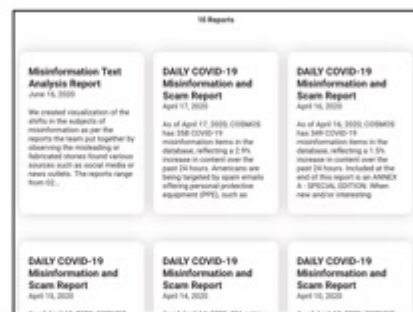 18 Reports
Misinformation Text
Analysis Report
June 16, 2020
We created visualization of the
shifts in the subjects of
misinformation as per the
reports the team put together by
observing the misleading or
fabricated stories found various
sources such as social media or
news outlets. The reports range
from 02...
DAILY COVID-19
Misinformation and
Scam Report
April 17, 2020
As of April 17, 2020, COSMOS
has 358 COVID-19
misinformation items in the
database, reflecting a 2.9%
increase in content over the
past 24 hours. Americans are
being targeted by spam emails
offering personal protective
equipment (PPE), such as
DAILY COVID-19
Misinformation and
Scam Report
April 16, 2020
As of April 16, 2020, COSMOS
has 349 COVID-19
misinformation items in the
database, reflecting a 1.5%
increase in content over the
past 24 hours. Included at the
end of this report is an ANNEX
A - SPECIAL EDITION. When
new and/or interesting
DAILY COVID-19
Misinformation and
Scam Report
April 15, 2020
DAILY COVID-19
Misinformation and
Scam Report
April 14, 2020
DAILY COVID-19
Misinformation and
Scam Report
April 10, 2020